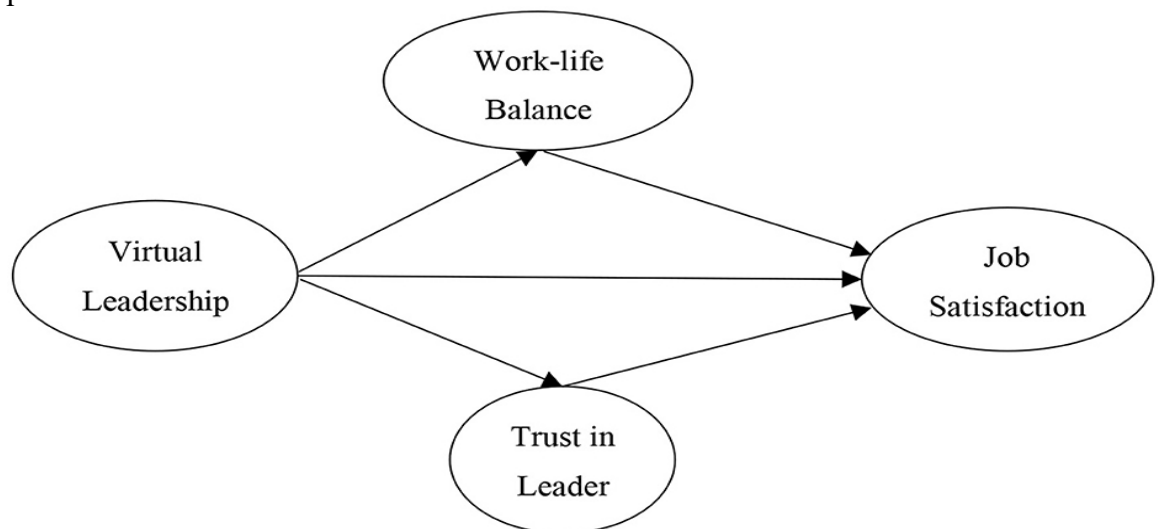 Work-life
Balance
Virtual
Leadership
Job
Satisfaction
Trust in
Leader